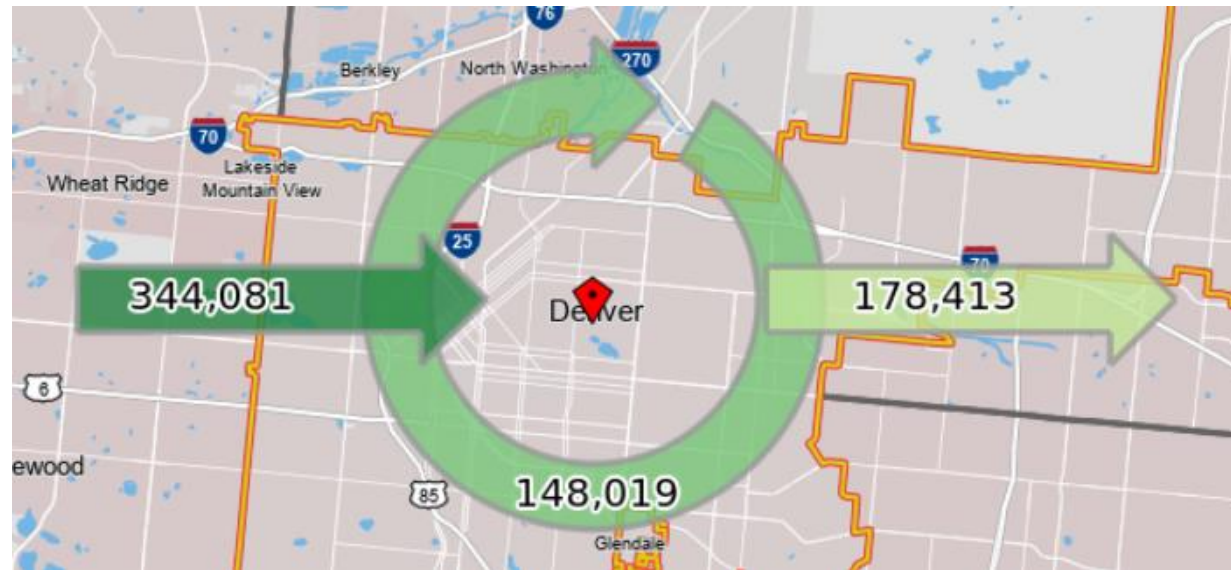 76
270
Berkley
North Washington
70
Lakeside
Mountain View
Wheat Ridge
25
70
344,081
Denver
178,413
6
ewood
85
148,019
Glendale